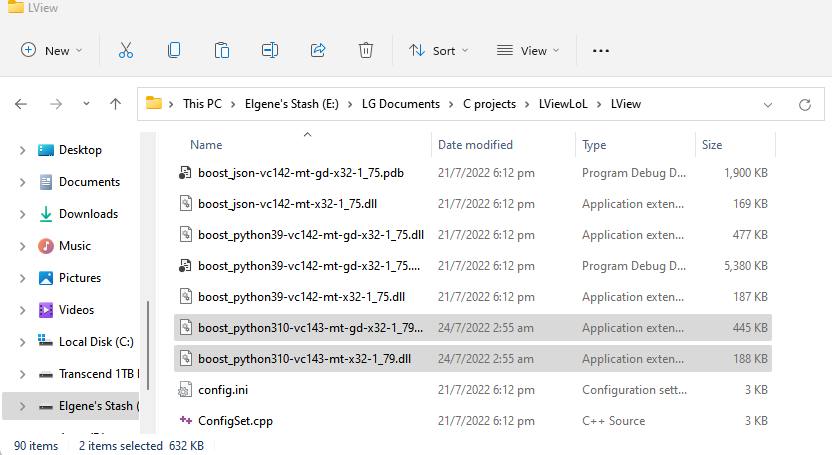 LView
New
Sort
View
This PC > Elgene's Stash (E:) > LG Documents > C projects > LViewLoL > LView
Name Date modified Type Size
Desktop
Documents
Downloads
Music
Pictures
Videos
Local Disk (C:)
Transcend 1TB
Elgene's Stash (
boost_json-vc142-mt-gd-x32-1_75.pdb 21/7/2022 6:12 pm Program Debug D... 1,900 KB
boost_json-vc142-mt-x32-1_75.dll 21/7/2022 6:12 pm Application exten... 169 KB
boost_python39-vc142-mt-gd-x32-1_75.dll 21/7/2022 6:12 pm Application exten... 477 KB
boost_python39-vc142-mt-gd-x32-1_75.... 21/7/2022 6:12 pm Program Debug D... 5,380 KB
boost_python39-vc142-mt-x32-1_75.dll 21/7/2022 6:12 pm Application exten... 187 KB
boost_python310-vc143-mt-gd-x32-1_79... 24/7/2022 2:55 am Application exten... 445 KB
boost_python310-vc143-mt-x32-1_79.dll 24/7/2022 2:55 am Application exten... 188 KB
config.ini 21/7/2022 6:12 pm Configuration sett... 3 KB
ConfigSet.cpp 21/7/2022 6:12 pm C++ Source 3 KB
90 items 2 items selected 632 KB